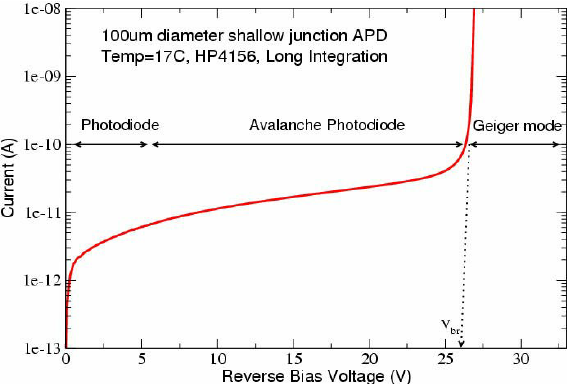 1e-08
100um diameter shallow junction APD
Temp=17C, HP4156, Long Integration
1e-09
Photodiode
Avalanche Photodiode
Geiger mode
1e-10
Current (A)
1e-11
1e-12
V_br
1e-13
0
5
10
15
20
25
30
Reverse Bias Voltage (V)